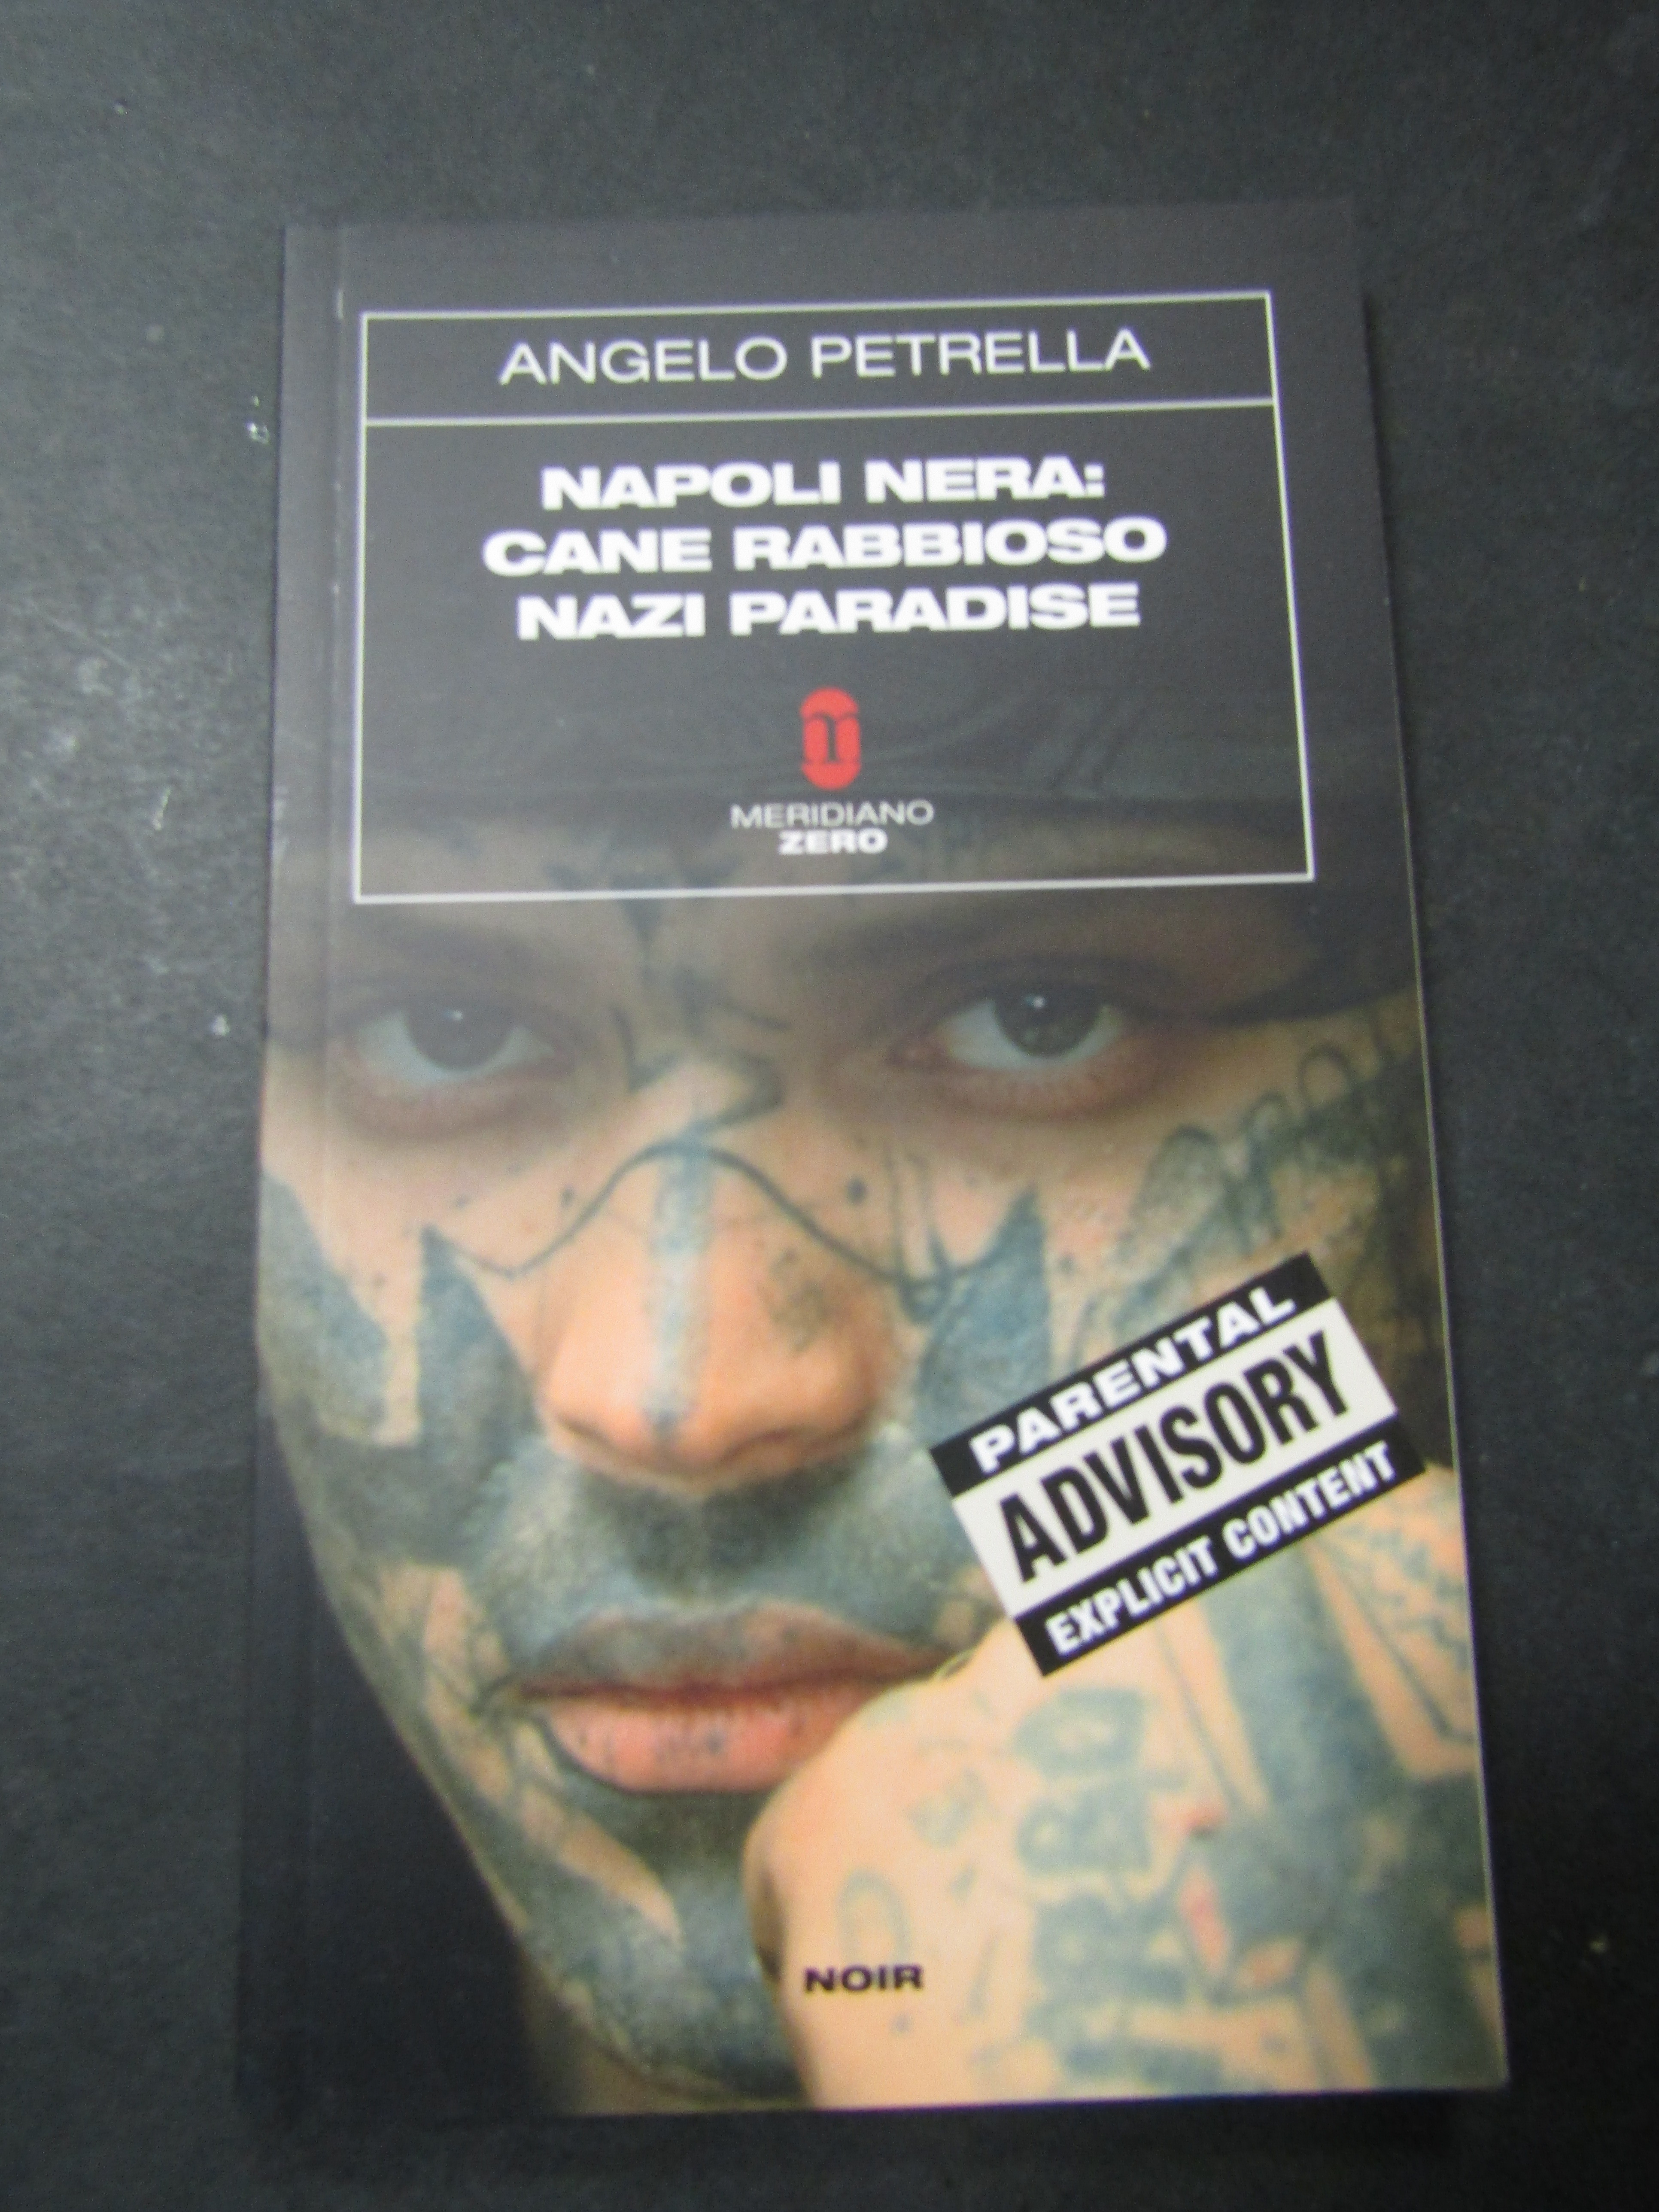 ANGELO PETRELLA
NAPOLI NERA:
CANE RABBIOSO
NAZI PARADISE
MERIDIANO
ZERO
PARENTAL
ADVISORY
EXPLICIT CONTENT
NOIR